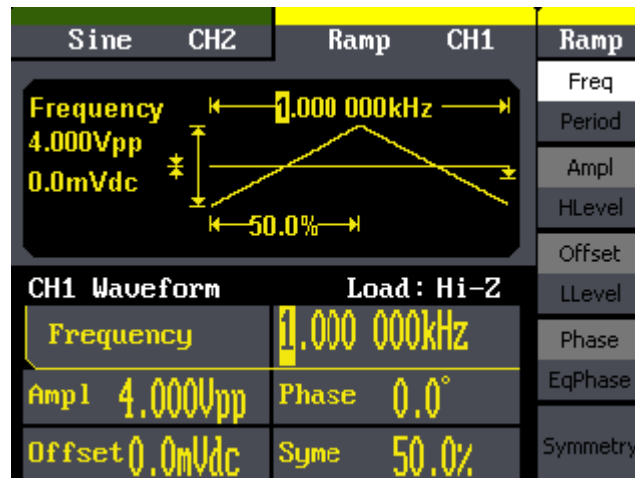 Sine CH2 Ramp CH1 Ramp
Frequency 1.000 000kHz
4.000Vpp
0.0mVdc
50.0%
CH1 Waveform Load: Hi-Z
Frequency 1.000 000kHz
Ampl 4.000Vpp Phase 0.0°
Offset 0.0mVdc Syme 50.0%
Freq
Period
Ampl
HLevel
Offset
LLevel
Phase
EqPhase
Symmetry